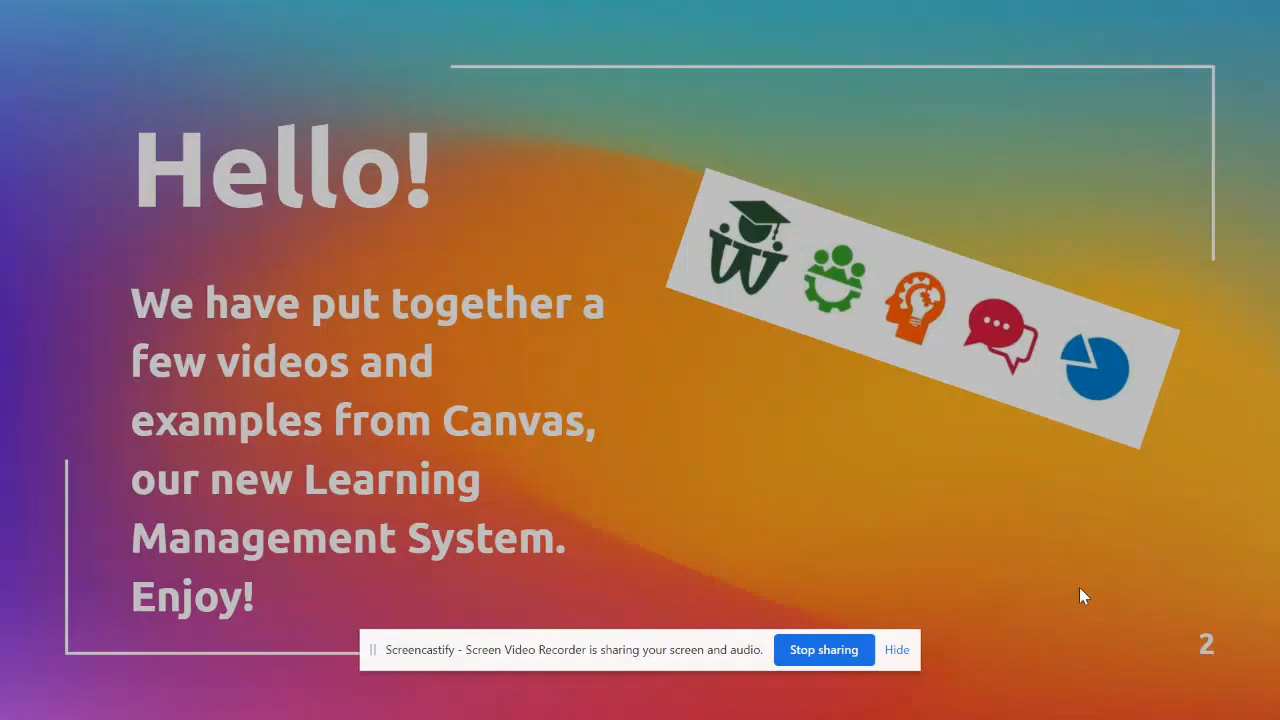 Hello!
We have put together a
few videos and
examples from Canvas,
our new Learning
Management System.
Enjoy!
Screencastify - Screen Video Recorder is sharing your screen and audio. Stop sharing Hide
2